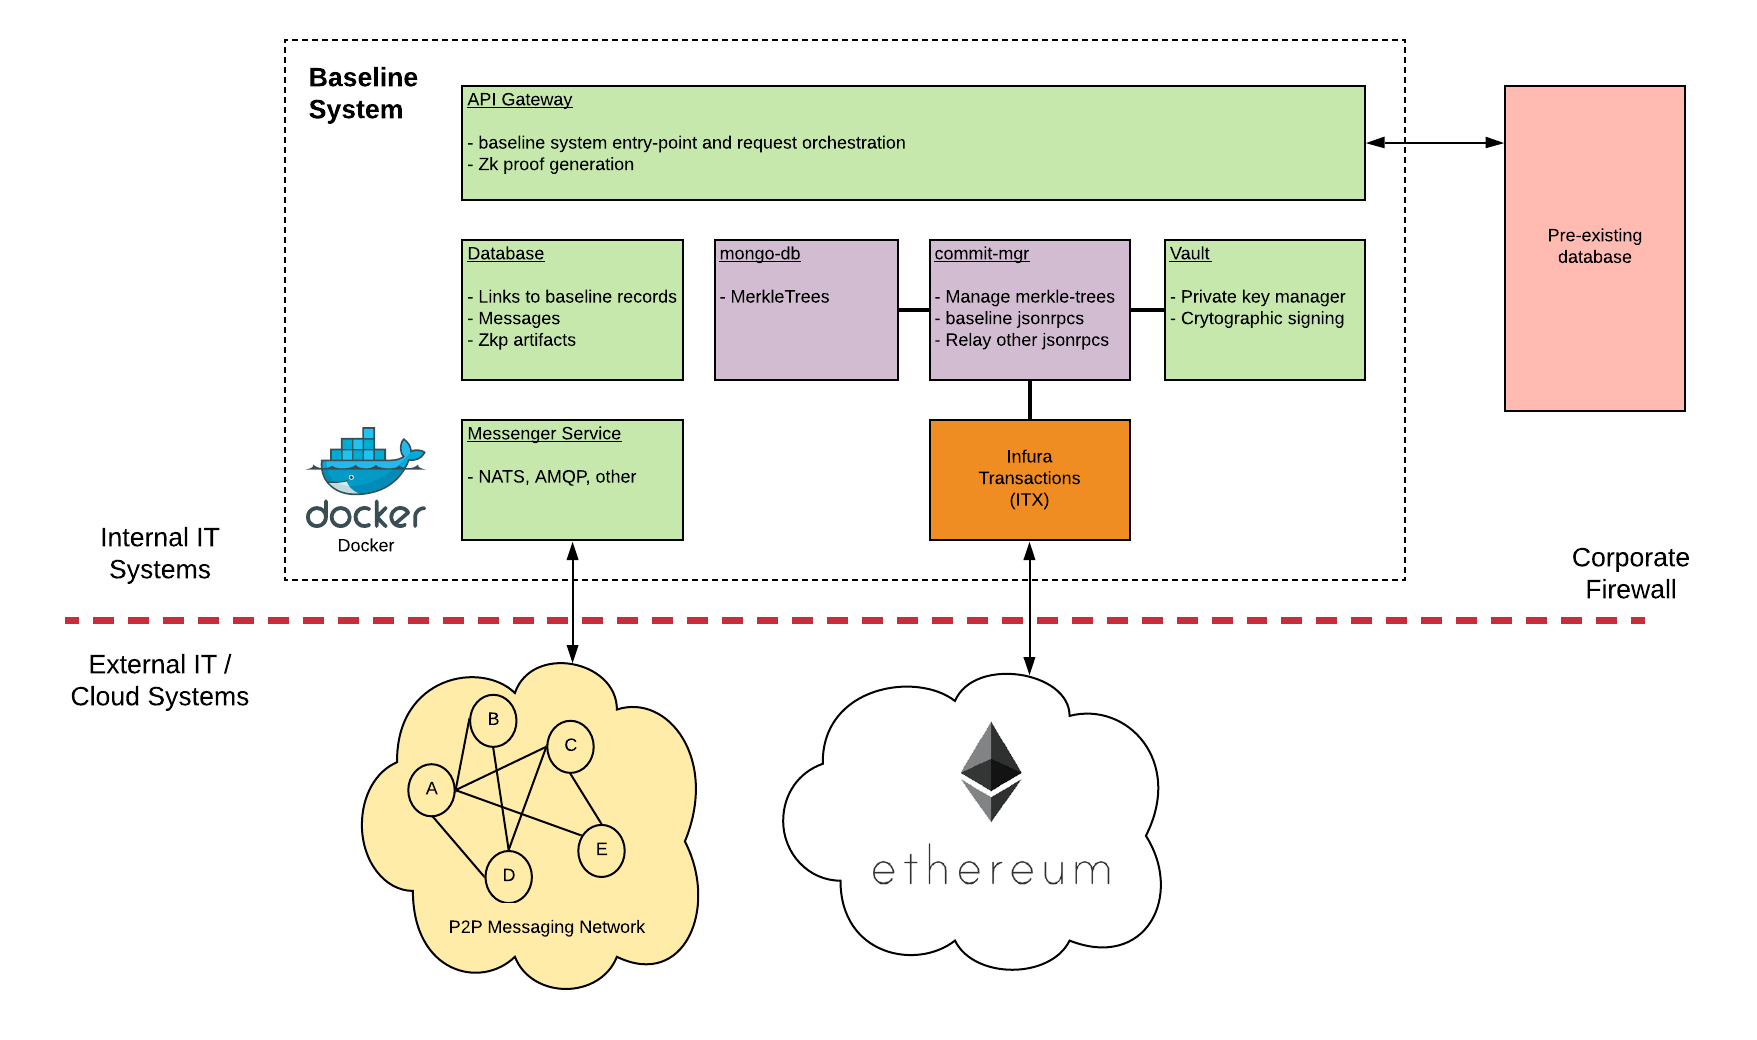 Baseline
System
API Gateway
- baseline system entry-point and request orchestration
- Zk proof generation
Database
- Links to baseline records
- Messages
- Zkp artifacts
mongo-db
- MerkleTrees
commit-mgr
- Manage merkle-trees
- baseline jsonrpcs
- Relay other jsonrpcs
Vault
- Private key manager
- Crytographic signing
Pre-existing
database
docker
Docker
Messenger Service
- NATS, AMQP, other
Infura
Transactions
(ITX)
Internal IT
Systems
Corporate
Firewall
External IT /
Cloud Systems
B
C
A
E
D
P2P Messaging Network
ethereum